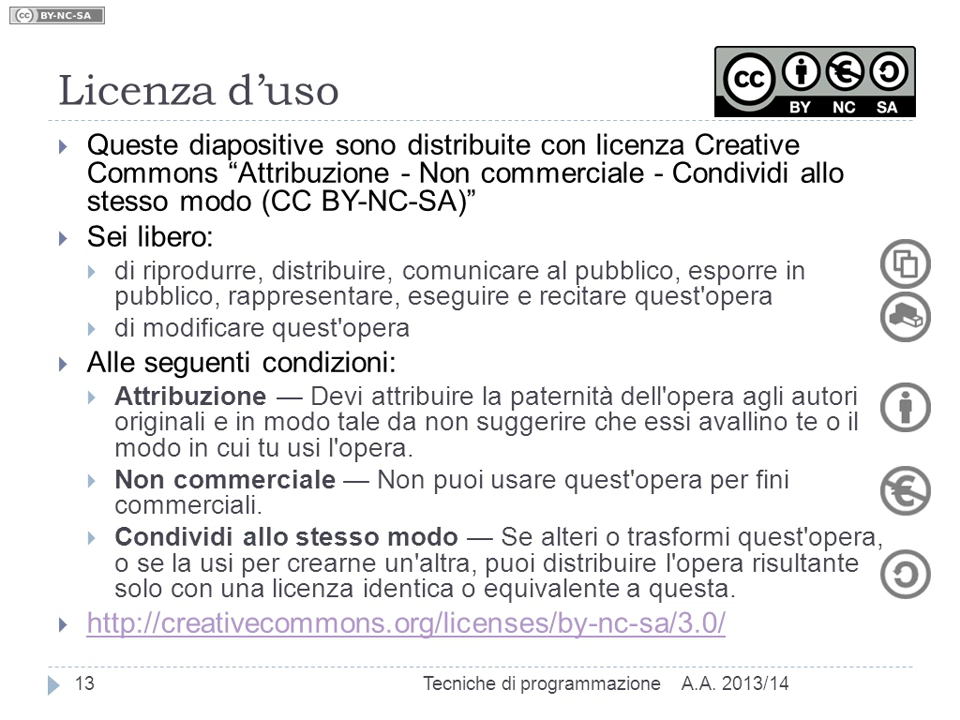 cc BY-NC-SA
Licenza d’uso
cc BY NC SA
Queste diapositive sono distribuite con licenza Creative
Commons “Attribuzione - Non commerciale - Condividi allo
stesso modo (CC BY-NC-SA)”
Sei libero:
di riprodurre, distribuire, comunicare al pubblico, esporre in
pubblico, rappresentare, eseguire e recitare quest'opera
di modificare quest'opera
Alle seguenti condizioni:
Attribuzione — Devi attribuire la paternità dell'opera agli autori
originali e in modo tale da non suggerire che essi avallino te o il
modo in cui tu usi l'opera.
Non commerciale — Non puoi usare quest'opera per fini
commerciali.
Condividi allo stesso modo — Se alteri o trasformi quest'opera,
o se la usi per crearne un'altra, puoi distribuire l'opera risultante
solo con una licenza identica o equivalente a questa.
http://creativecommons.org/licenses/by-nc-sa/3.0/
13 Tecniche di programmazione A.A. 2013/14